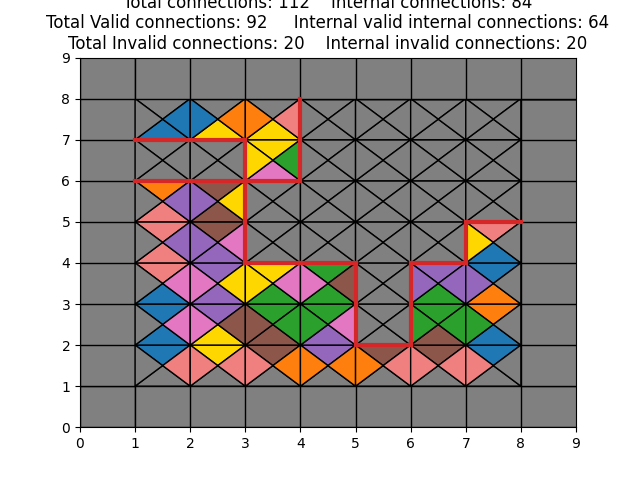 Total connections: 112 Internal connections: 84
Total Valid connections: 92 Internal valid internal connections: 64
Total Invalid connections: 20 Internal invalid connections: 20
9
8
7
6
5
4
3
2
1
0
0 1 2 3 4 5 6 7 8 9